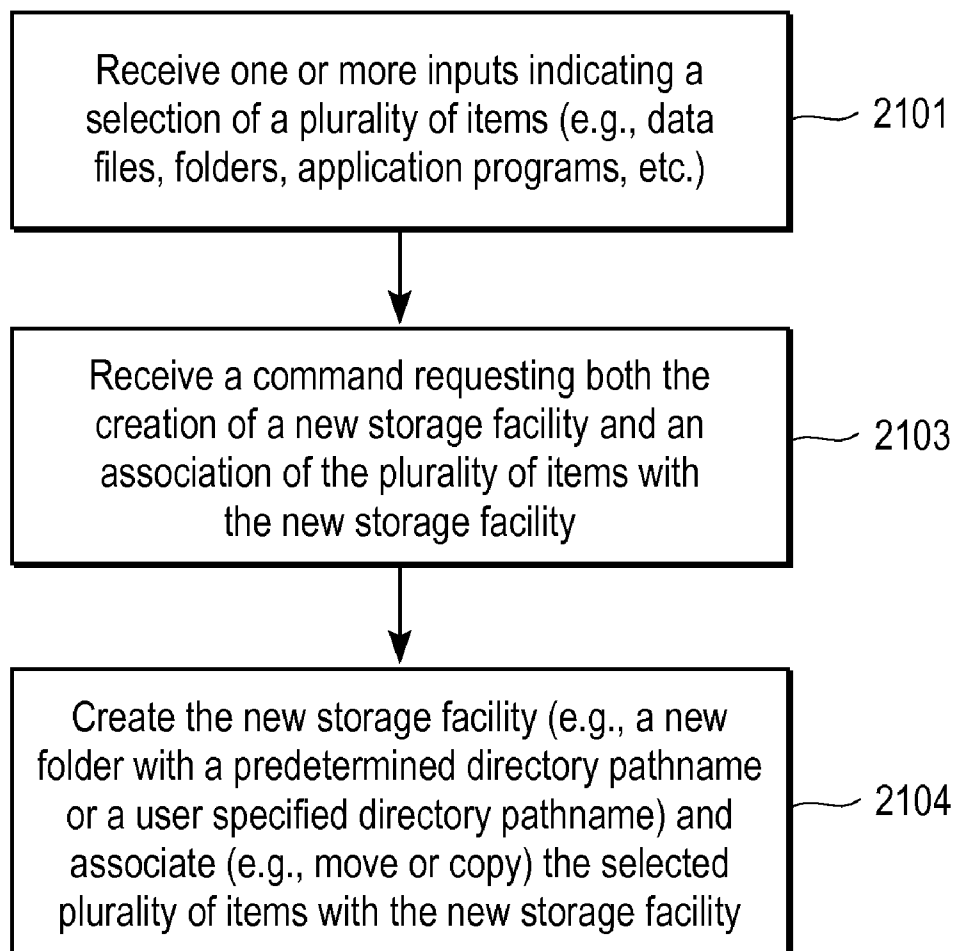 Receive one or more inputs indicating a
selection of a plurality of items (e.g., data
files, folders, application programs, etc.)
2101
Receive a command requesting both the
creation of a new storage facility and an
association of the plurality of items with
the new storage facility
2103
Create the new storage facility (e.g., a new
folder with a predetermined directory pathname
or a user specified directory pathname) and
associate (e.g., move or copy) the selected
plurality of items with the new storage facility
2104